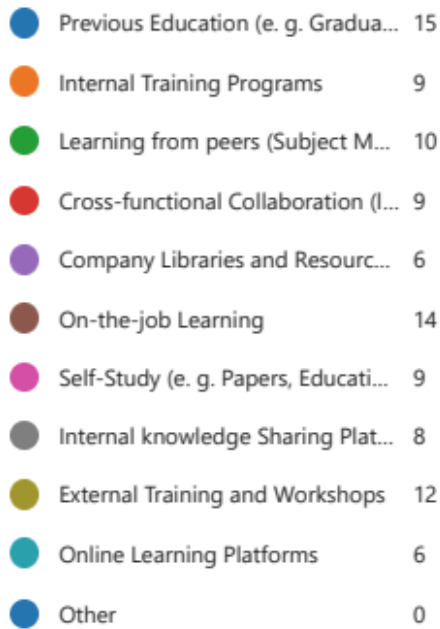 Previous Education (e. g. Gradua... 15
Internal Training Programs 9
Learning from peers (Subject M... 10
Cross-functional Collaboration (I... 9
Company Libraries and Resourc... 6
On-the-job Learning 14
Self-Study (e. g. Papers, Educati... 9
Internal knowledge Sharing Plat... 8
External Training and Workshops 12
Online Learning Platforms 6
Other 0